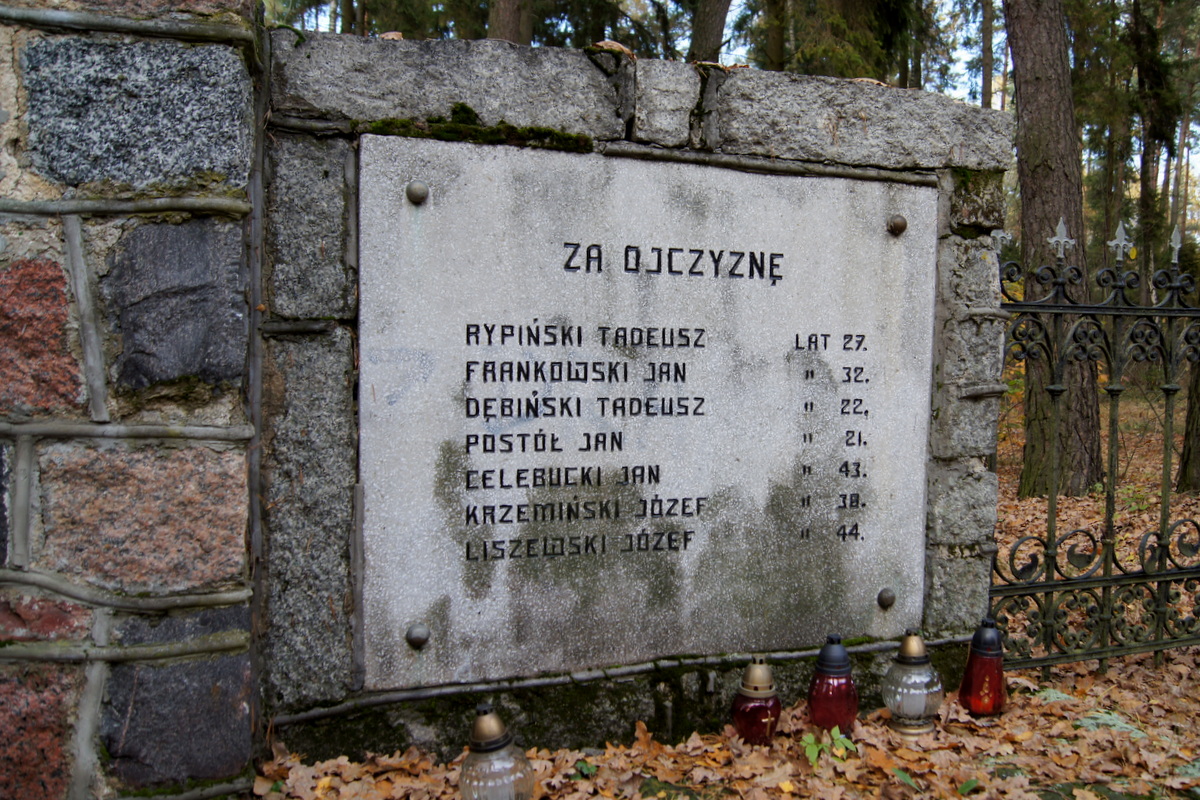 ZA OJCZYZNĘ
RYPIŃSKI TADEUSZ LAT 27.
FRANKOWSKI JAN " 32.
DĘBIŃSKI TADEUSZ " 22.
POSTÓŁ JAN " 21.
CELEBUCKI JAN " 43.
KRZEMIŃSKI JÓZEF " 38.
LISZEWSKI JÓZEF " 44.